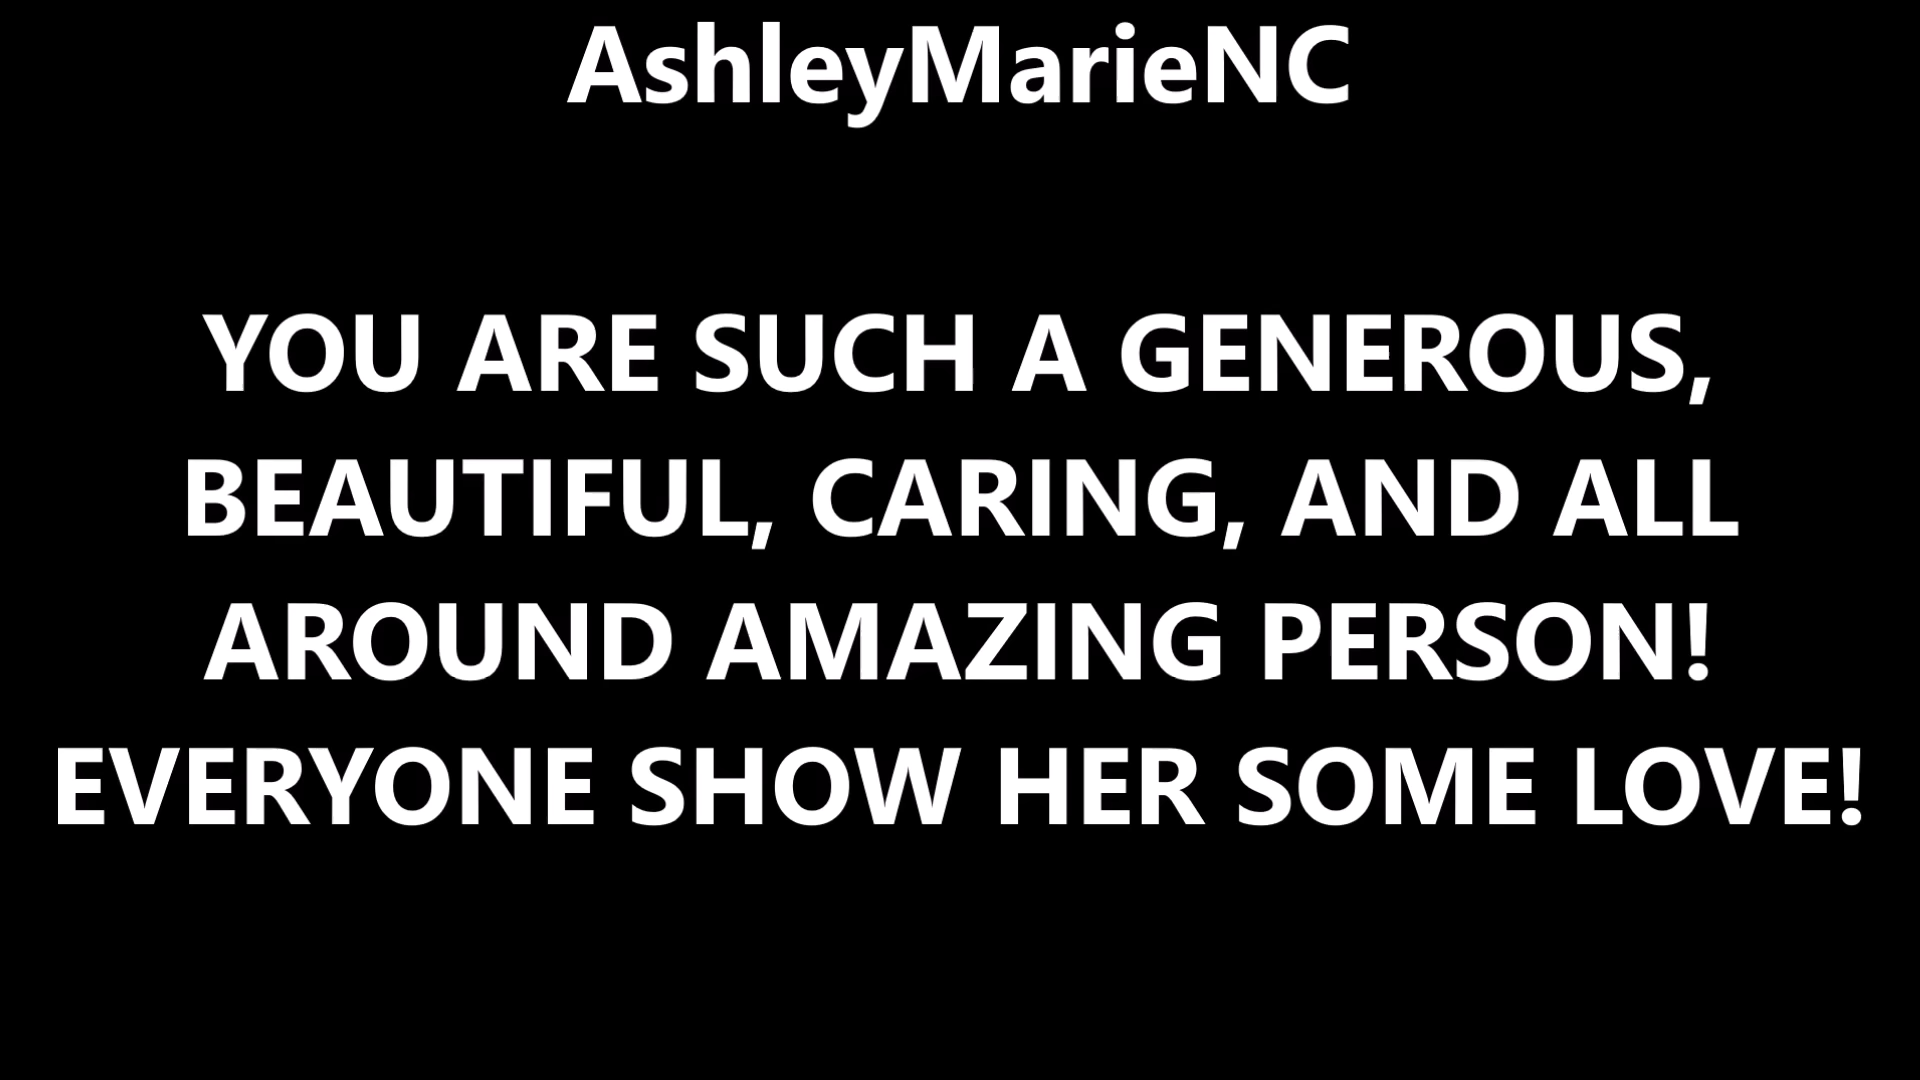 AshleyMarieNC
YOU ARE SUCH A GENEROUS,
BEAUTIFUL, CARING, AND ALL
AROUND AMAZING PERSON!
EVERYONE SHOW HER SOME LOVE!